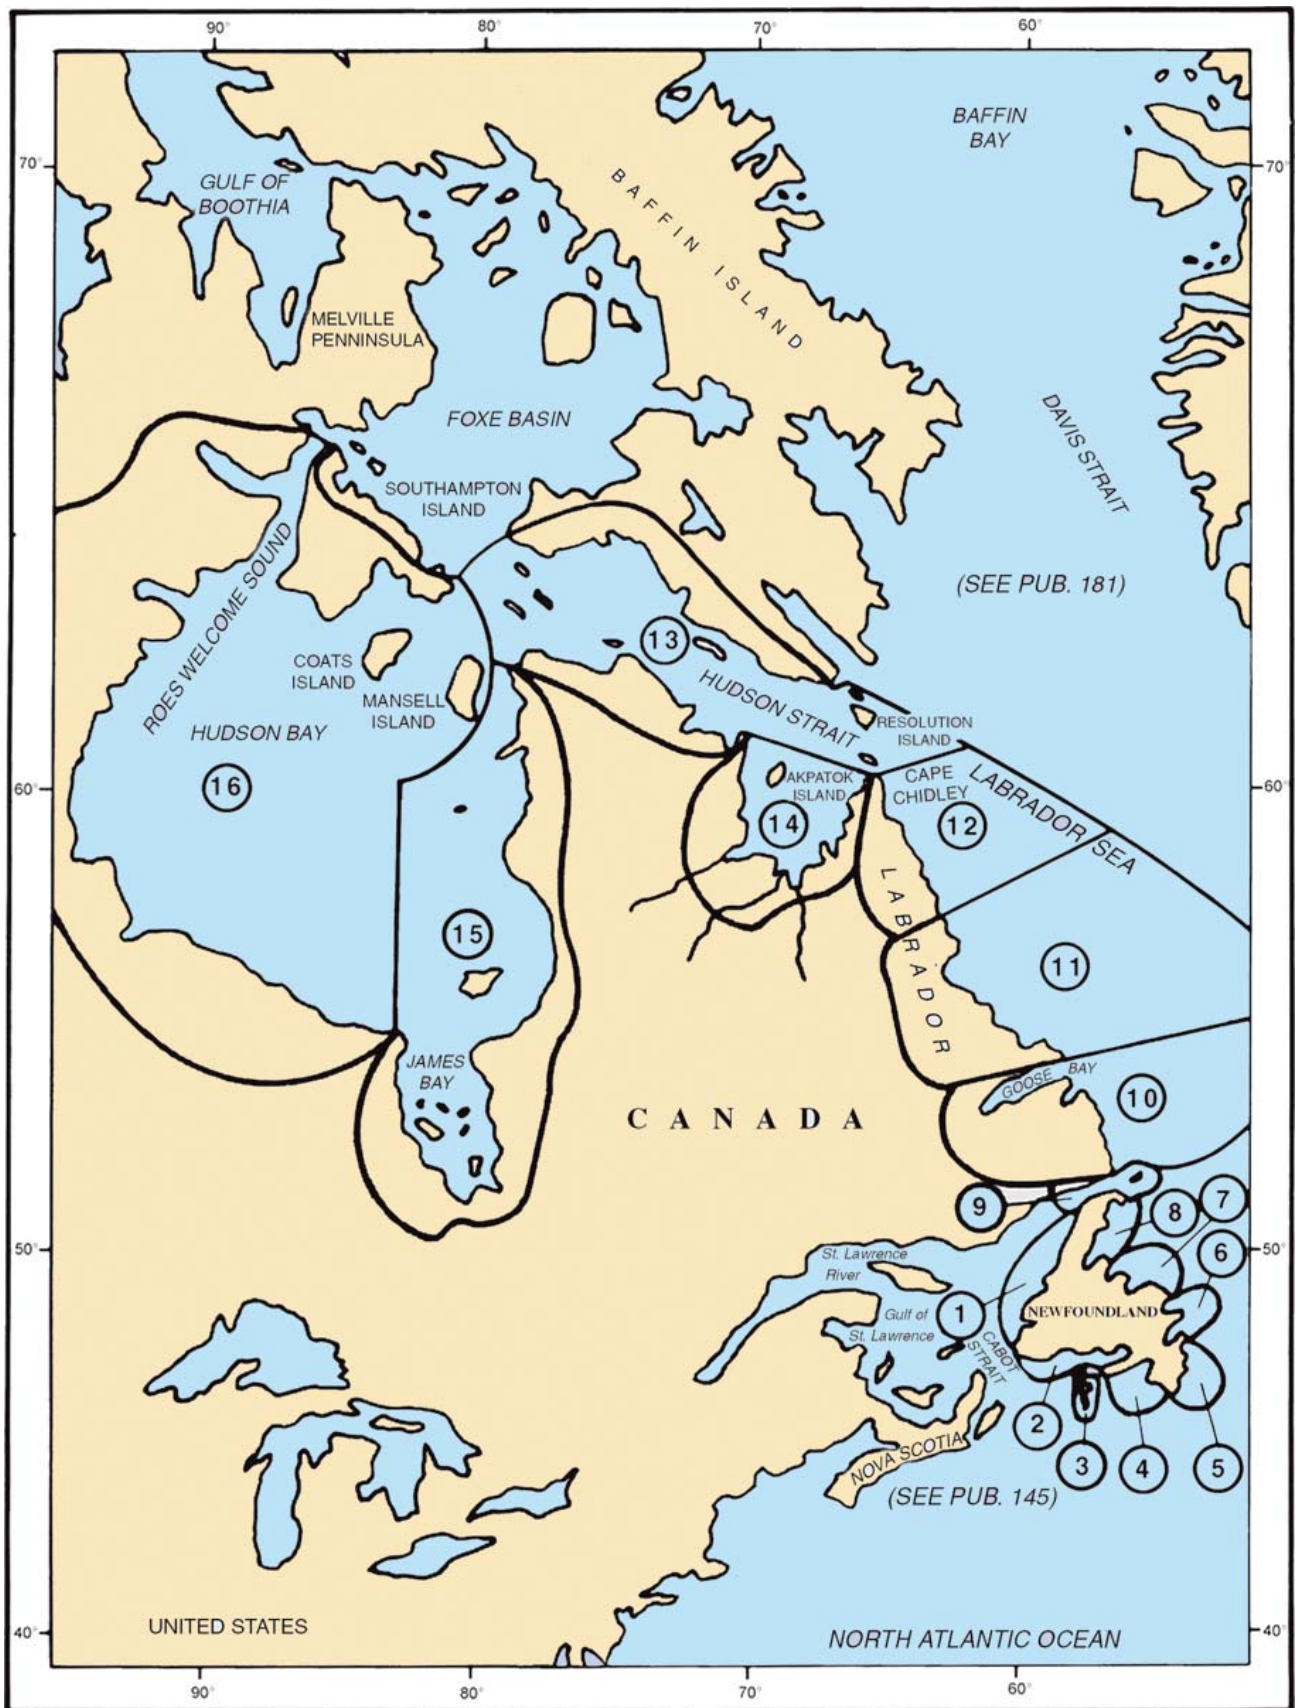 90°
80°
70°
60°
BAFFIN
BAY
70°
70°
GULF OF
BOOTHIA
BAFFIN ISLAND
MELVILLE
PENNINSULA
FOXE BASIN
DAVIS STRAIT
SOUTHAMPTON
ISLAND
ROES WELCOME SOUND
(SEE PUB. 181)
13
COATS
ISLAND
MANSELL
ISLAND
HUDSON STRAIT
HUDSON BAY
RESOLUTION
ISLAND
60°
16
AKPATOK
ISLAND
CAPE
CHIDLEY
LABRADOR SEA
60°
14
12
LABRADOR
15
11
JAMES
BAY
GOOSE BAY
10
CANADA
9
8
7
50°
St. Lawrence
River
6
50°
1
NEWFOUNDLAND
Gulf of
St. Lawrence
CABOT
STRAIT
2
3
4
5
NOVA SCOTIA
(SEE PUB. 145)
UNITED STATES
40°
NORTH ATLANTIC OCEAN
40°
90°
80°
70°
60°